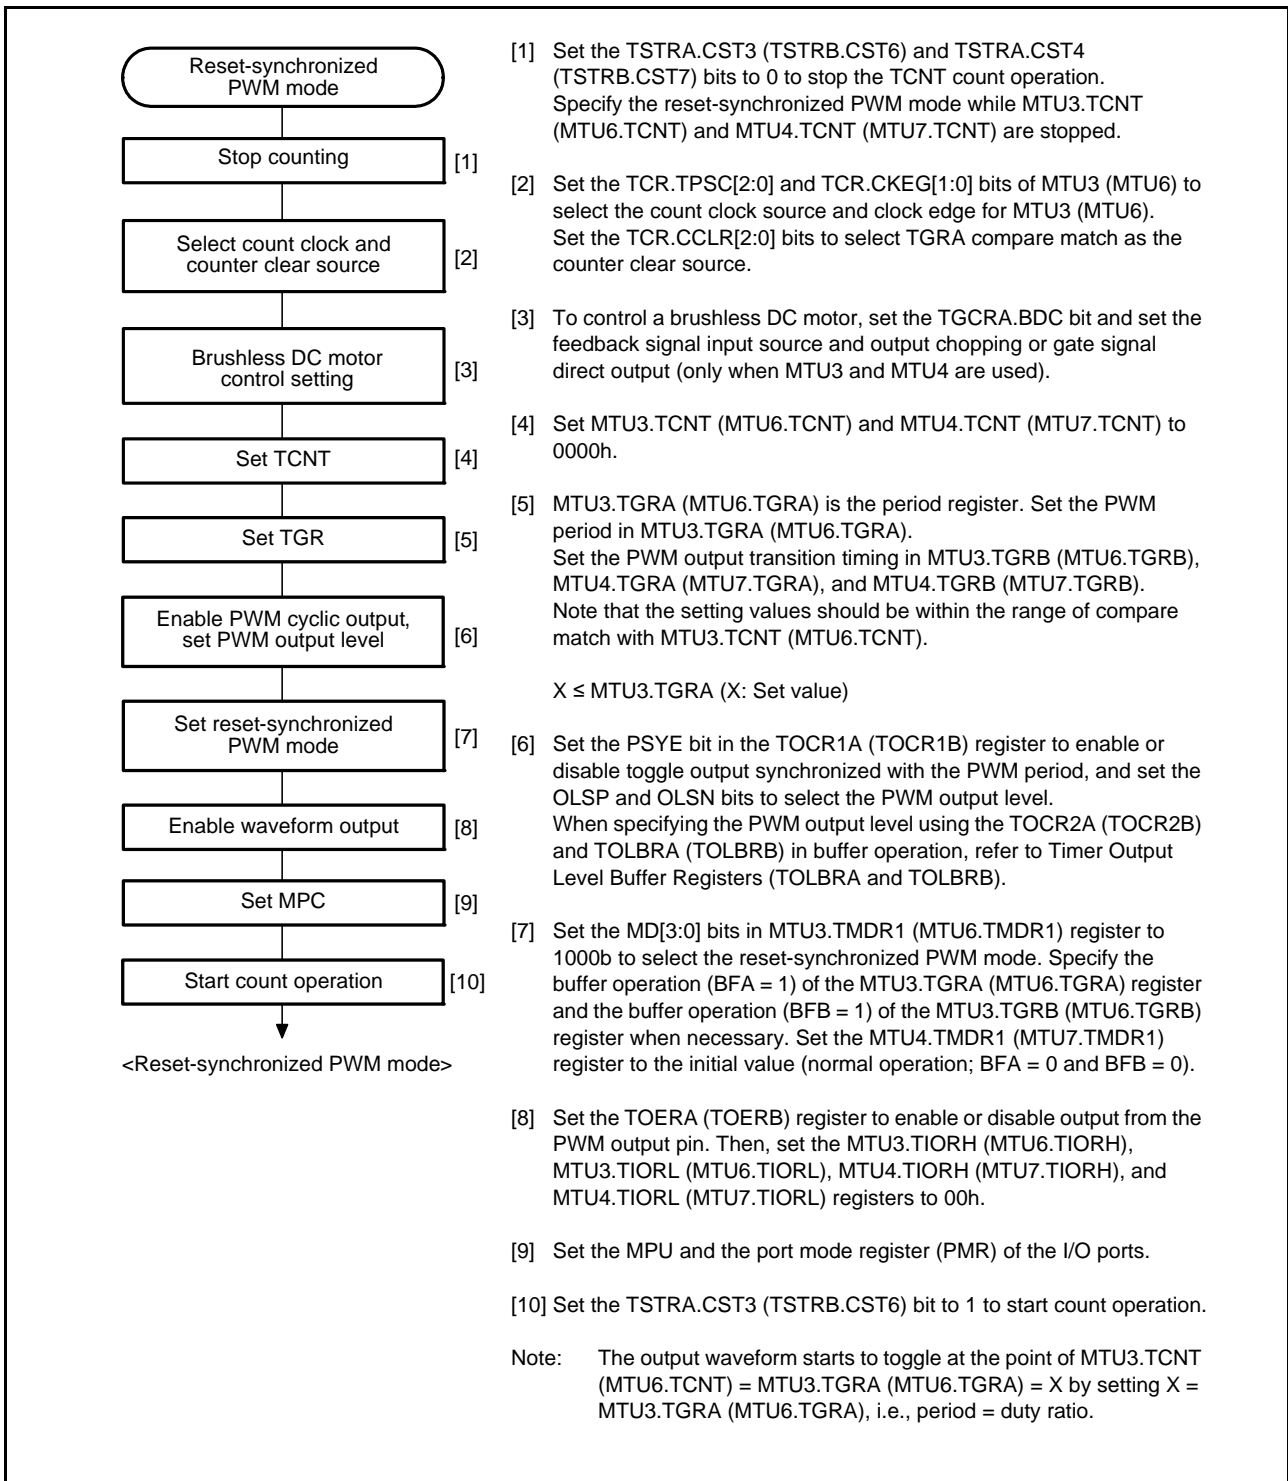 Reset-synchronized
PWM mode
Stop counting
[1]
Select count clock and
counter clear source
[2]
Brushless DC motor
control setting
[3]
Set TCNT
[4]
Set TGR
[5]
Enable PWM cyclic output,
set PWM output level
[6]
Set reset-synchronized
PWM mode
[7]
Enable waveform output
[8]
Set MPC
[9]
Start count operation
[10]
<Reset-synchronized PWM mode>
[1] Set the TSTRA.CST3 (TSTRB.CST6) and TSTRA.CST4
(TSTRB.CST7) bits to 0 to stop the TCNT count operation.
Specify the reset-synchronized PWM mode while MTU3.TCNT
(MTU6.TCNT) and MTU4.TCNT (MTU7.TCNT) are stopped.
[2] Set the TCR.TPSC[2:0] and TCR.CKEG[1:0] bits of MTU3 (MTU6) to
select the count clock source and clock edge for MTU3 (MTU6).
Set the TCR.CCLR[2:0] bits to select TGRA compare match as the
counter clear source.
[3] To control a brushless DC motor, set the TGCRA.BDC bit and set the
feedback signal input source and output chopping or gate signal
direct output (only when MTU3 and MTU4 are used).
[4] Set MTU3.TCNT (MTU6.TCNT) and MTU4.TCNT (MTU7.TCNT) to
0000h.
[5] MTU3.TGRA (MTU6.TGRA) is the period register. Set the PWM
period in MTU3.TGRA (MTU6.TGRA).
Set the PWM output transition timing in MTU3.TGRB (MTU6.TGRB),
MTU4.TGRA (MTU7.TGRA), and MTU4.TGRB (MTU7.TGRB).
Note that the setting values should be within the range of compare
match with MTU3.TCNT (MTU6.TCNT).
X ≤ MTU3.TGRA (X: Set value)
[6] Set the PSYE bit in the TOCR1A (TOCR1B) register to enable or
disable toggle output synchronized with the PWM period, and set the
OLSP and OLSN bits to select the PWM output level.
When specifying the PWM output level using the TOCR2A (TOCR2B)
and TOLBRA (TOLBRB) in buffer operation, refer to Timer Output
Level Buffer Registers (TOLBRA and TOLBRB).
[7] Set the MD[3:0] bits in MTU3.TMDR1 (MTU6.TMDR1) register to
1000b to select the reset-synchronized PWM mode. Specify the
buffer operation (BFA = 1) of the MTU3.TGRA (MTU6.TGRA) register
and the buffer operation (BFB = 1) of the MTU3.TGRB (MTU6.TGRB)
register when necessary. Set the MTU4.TMDR1 (MTU7.TMDR1)
register to the initial value (normal operation; BFA = 0 and BFB = 0).
[8] Set the TOERA (TOERB) register to enable or disable output from the
PWM output pin. Then, set the MTU3.TIORH (MTU6.TIORH),
MTU3.TIORL (MTU6.TIORL), MTU4.TIORH (MTU7.TIORH), and
MTU4.TIORL (MTU7.TIORL) registers to 00h.
[9] Set the MPU and the port mode register (PMR) of the I/O ports.
[10] Set the TSTRA.CST3 (TSTRB.CST6) bit to 1 to start count operation.
Note: The output waveform starts to toggle at the point of MTU3.TCNT
(MTU6.TCNT) = MTU3.TGRA (MTU6.TGRA) = X by setting X =
MTU3.TGRA (MTU6.TGRA), i.e., period = duty ratio.